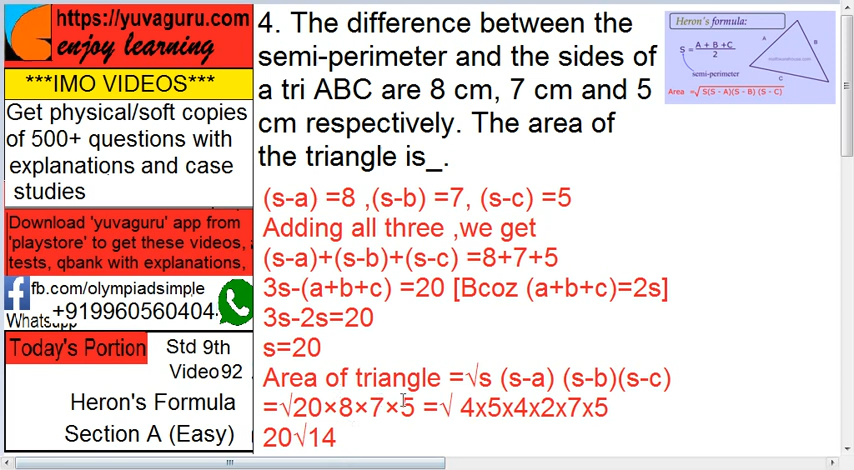 https://yuvaguru.com
enjoy learning
***IMO VIDEOS***
Get physical/soft copies
of 500+ questions with
explanations and case
studies
Download 'yuvaguru' app from
'playstore' to get these videos,
tests, qbank with explanations,
fb.com/olympiadsimple
+919960560404
Whatsupp
Today's Portion
Std 9th
Video92
Heron's Formula
Section A (Easy)
4. The difference between the
semi-perimeter and the sides of
a tri ABC are 8 cm, 7 cm and 5
cm respectively. The area of
the triangle is_.
(s-a) =8 ,(s-b) =7, (s-c) =5
Adding all three ,we get
(s-a)+(s-b)+(s-c) =8+7+5
3s-(a+b+c) =20 [Bcoz (a+b+c)=2s]
3s-2s=20
s=20
Area of triangle =√s (s-a) (s-b)(s-c)
=√20×8×7×5 =√ 4x5x4x2x7x5
20√14
Heron's formula:
S = A + B +C
2
semi-perimeter
Area = √S(S - A)(S - B) (S - C)
A
B
C